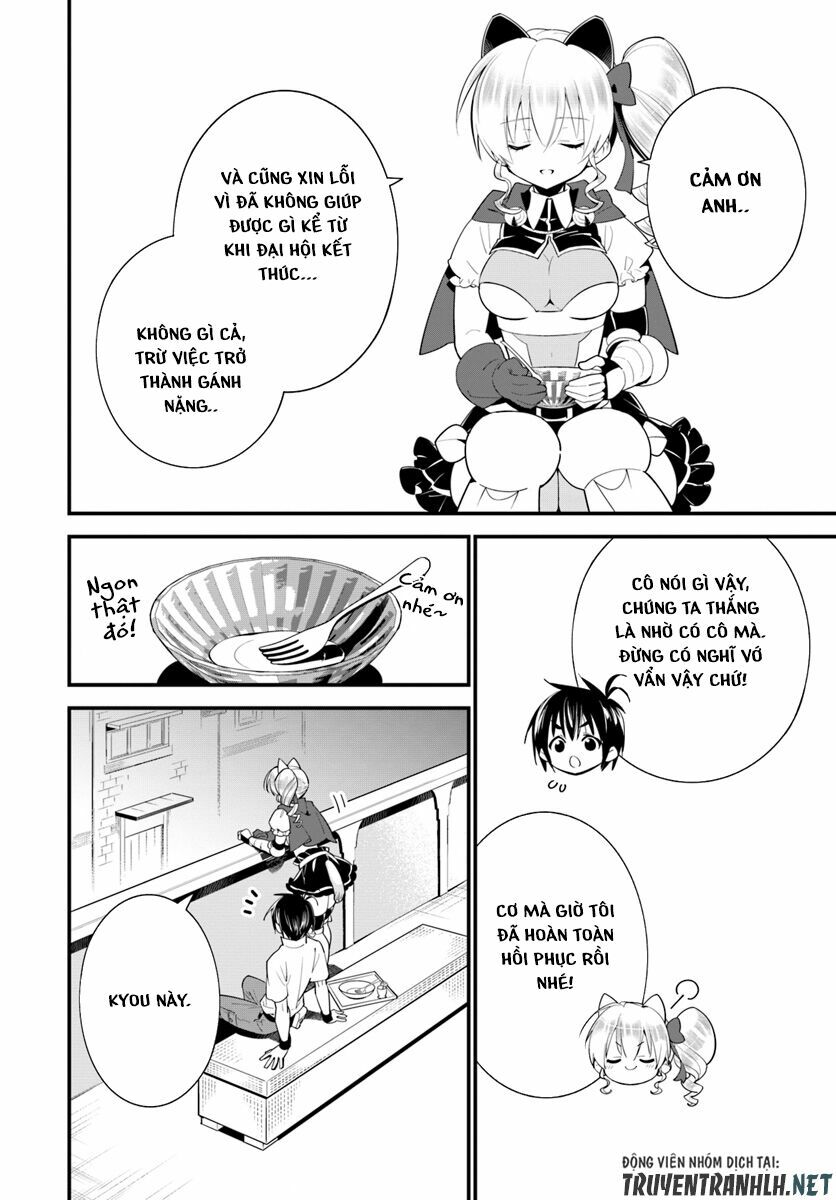 CẢM ƠN
ANH..
VÀ CŨNG XIN LỖI
VÌ ĐÃ KHÔNG GIÚP
ĐƯỢC GÌ KỂ TỪ
KHI ĐẠI HỘI KẾT
THÚC...
KHÔNG GÌ CẢ,
TRỪ VIỆC TRỞ
THÀNH GÁNH
NẶNG..
CÔ NÓI GÌ VẬY,
CHÚNG TA THẮNG
LÀ NHỜ CÓ CÔ MÀ.
ĐỪNG CÓ NGHĨ VỚ
VẨN VẬY CHỨ!
CƠ MÀ GIỜ TÔI
ĐÃ HOÀN TOÀN
HỒI PHỤC RỒI
NHÉ!
Cảm ơn
nhé~
Ngon
thật
đó!
KYOU NÀY.
ĐỘNG VIÊN NHÓM DỊCH TẠI:
TRUYENTRANHLH.NET